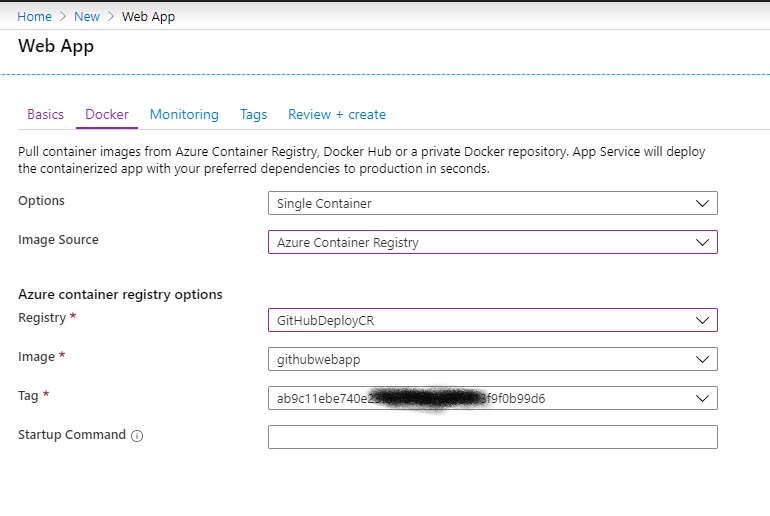 Home > New > Web App
Web App
Basics Docker Monitoring Tags Review + create
Pull container images from Azure Container Registry, Docker Hub or a private Docker repository. App Service will deploy
the containerized app with your preferred dependencies to production in seconds.
Options Single Container
Image Source Azure Container Registry
Azure container registry options
Registry * GitHubDeployCR
Image * githubwebapp
Tag * ab9c11ebe740e2 3f9f0b99d6
Startup Command